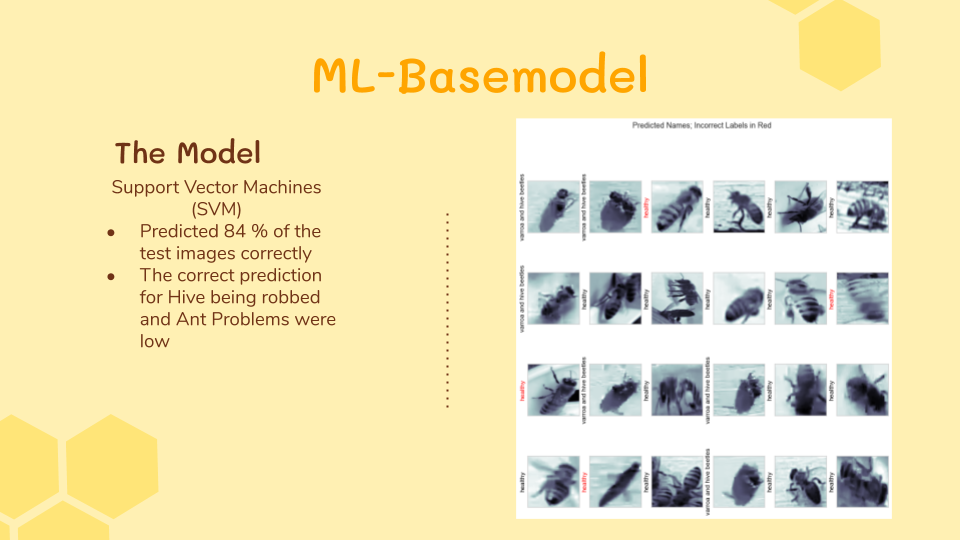 ML-Basemodel
The Model
Support Vector Machines
(SVM)
● Predicted 84 % of the
test images correctly
● The correct prediction
for Hive being robbed
and Ant Problems were
low
Predicted Names; Incorrect Labels in Red
varroa and hive beetles
varroa and hive beetles
healthy
healthy
healthy
healthy
varroa and hive beetles
healthy
healthy
healthy
healthy
healthy
healthy
varroa and hive beetles
healthy
varroa and hive beetles
healthy
healthy
healthy
healthy
healthy
varroa and hive beetles
healthy
healthy